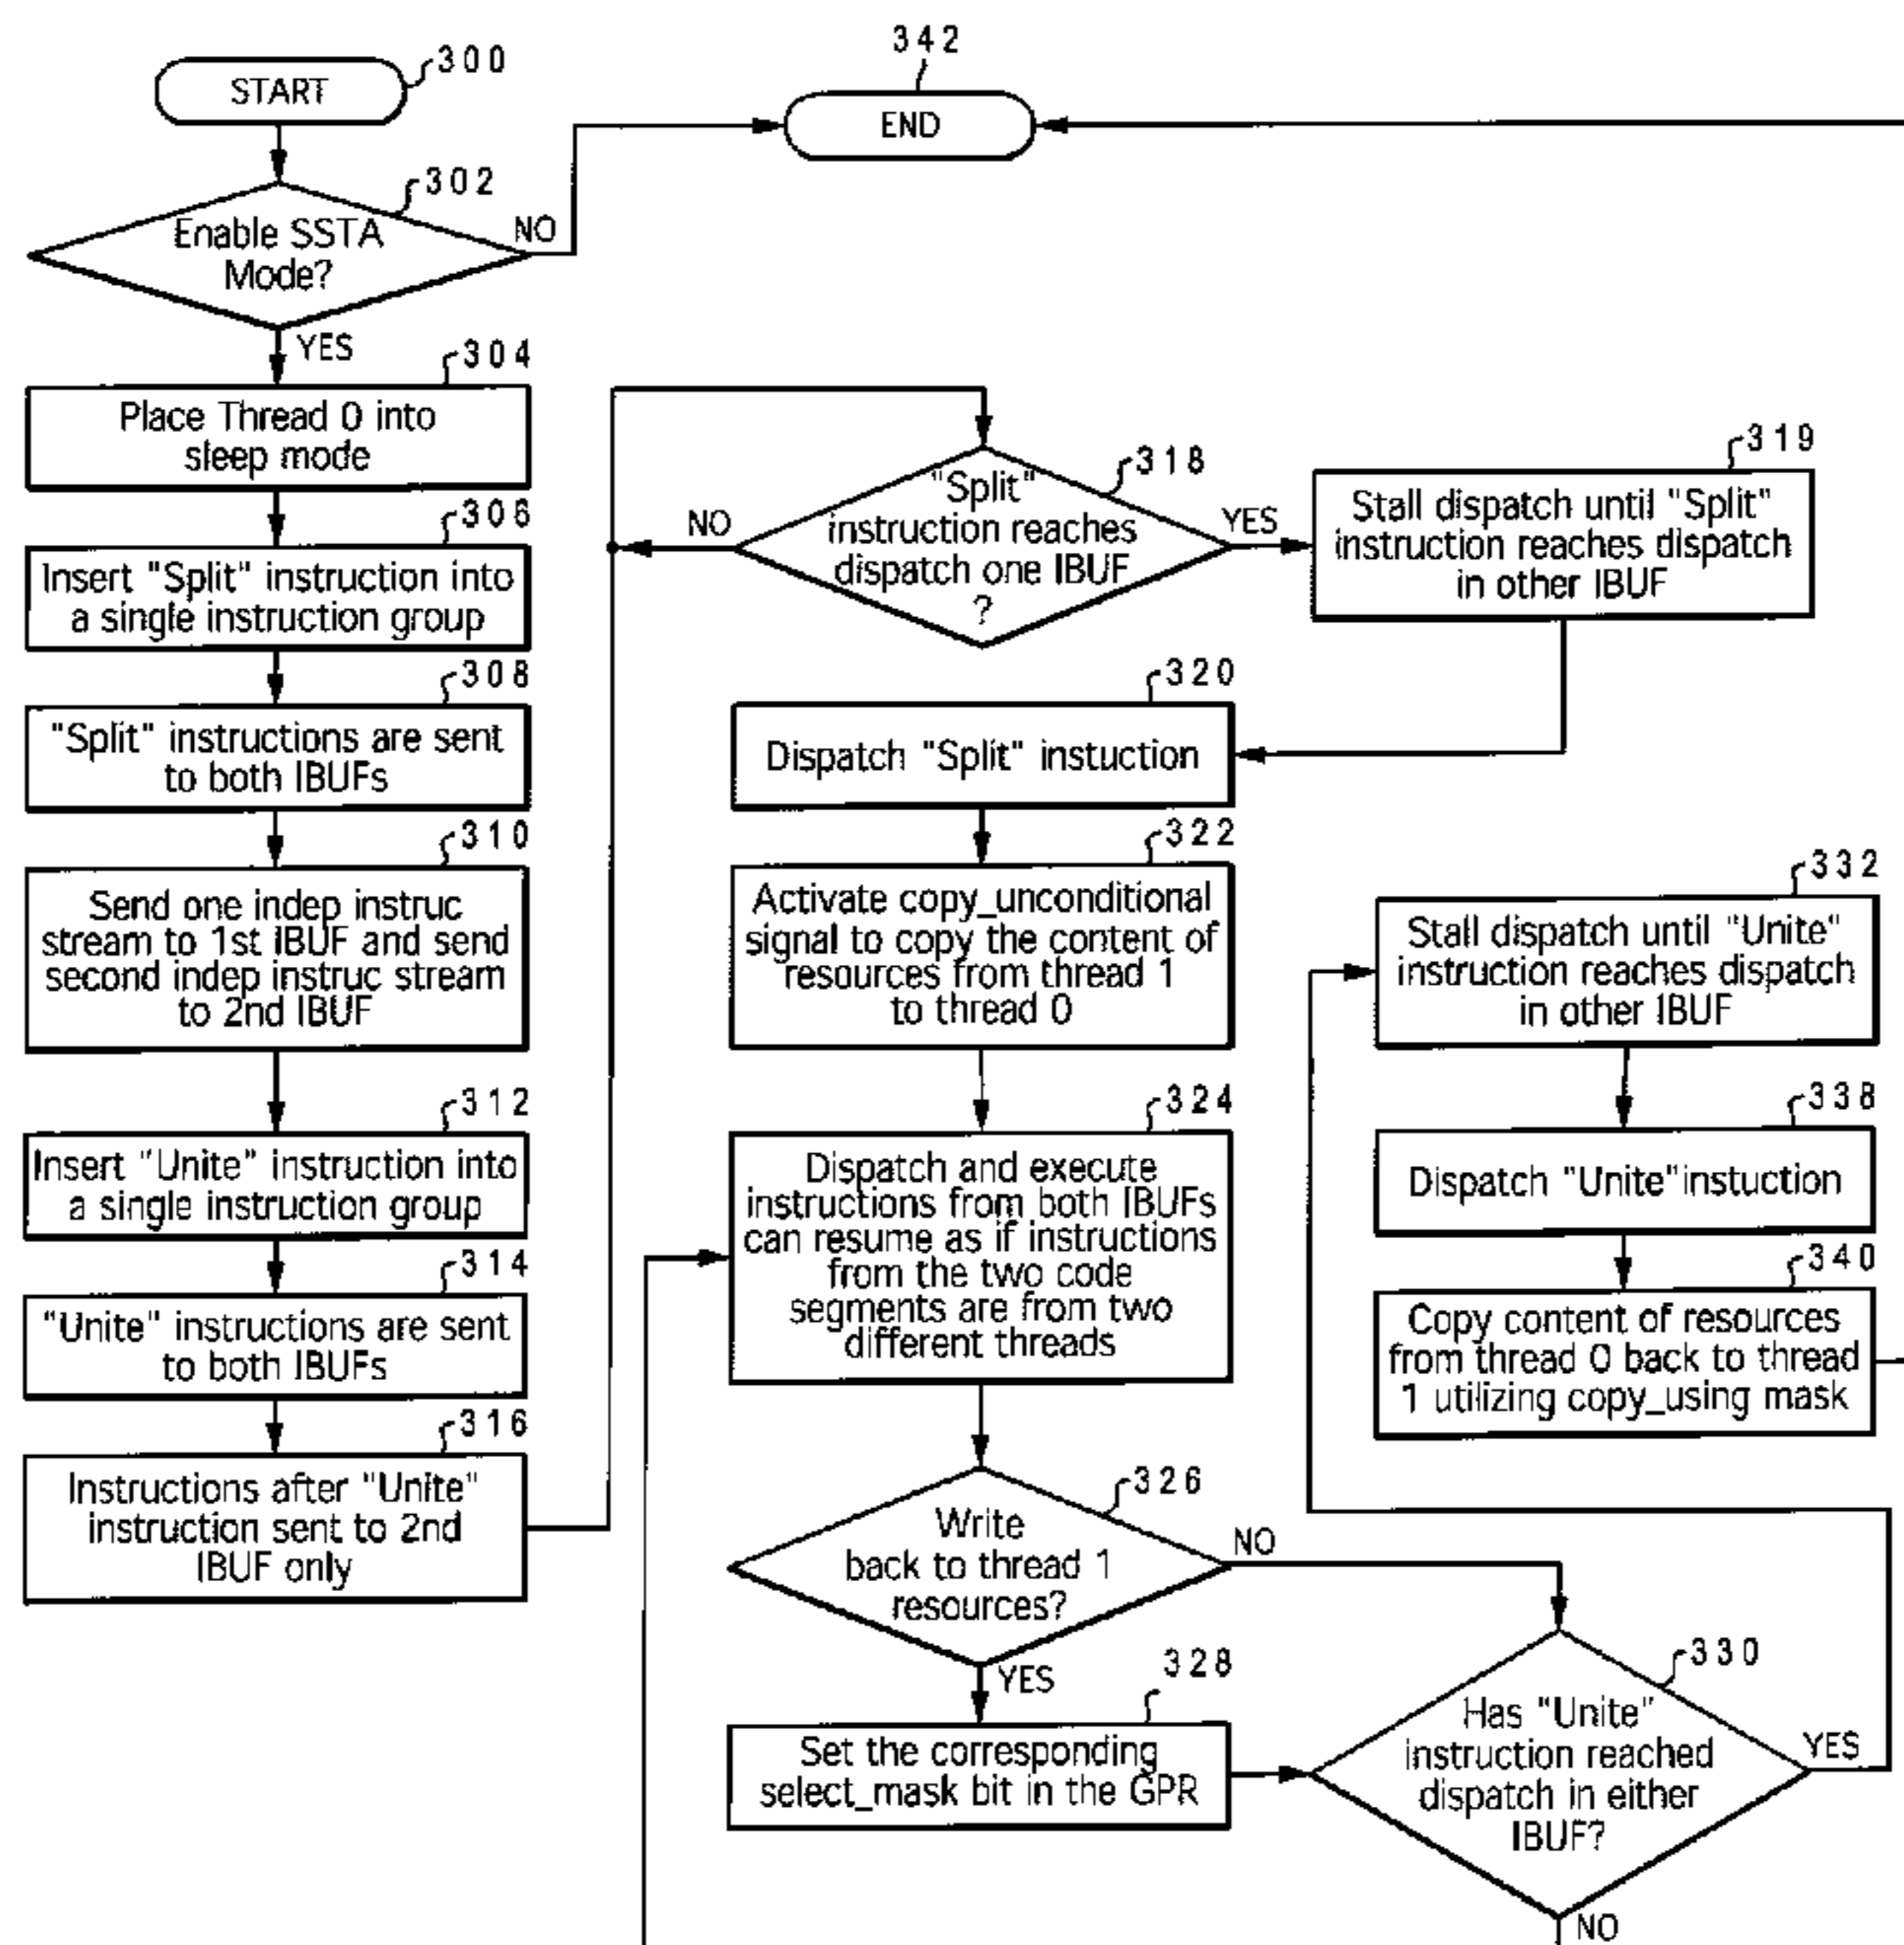 300
START
342
END
302
Enable SSTA
Mode?
NO
YES
304
Place Thread 0 into
sleep mode
306
Insert "Split" instruction into
a single instruction group
308
"Split" instructions are sent
to both IBUFs
310
Send one indep instruc
stream to 1st IBUF and send
second indep instruc stream
to 2nd IBUF
312
Insert "Unite" instruction into
a single instruction group
314
"Unite" instructions are sent
to both IBUFs
316
Instructions after "Unite"
instruction sent to 2nd
IBUF only
318
"Split"
instruction reaches
dispatch one IBUF
?
NO
YES
319
Stall dispatch until "Split"
instruction reaches dispatch
in other IBUF
320
Dispatch "Split" instuction
322
Activate copy_unconditional
signal to copy the content of
resources from thread 1
to thread 0
324
Dispatch and execute
instructions from both IBUFs
can resume as if instructions
from the two code
segments are from two
different threads
326
Write
back to thread 1
resources?
NO
YES
328
Set the corresponding
select_mask bit in the GPR
330
Has "Unite"
instruction reached
dispatch in either
IBUF?
YES
NO
332
Stall dispatch until "Unite"
instruction reaches dispatch
in other IBUF
338
Dispatch "Unite"instuction
340
Copy content of resources
from thread 0 back to thread
1 utilizing copy_using mask